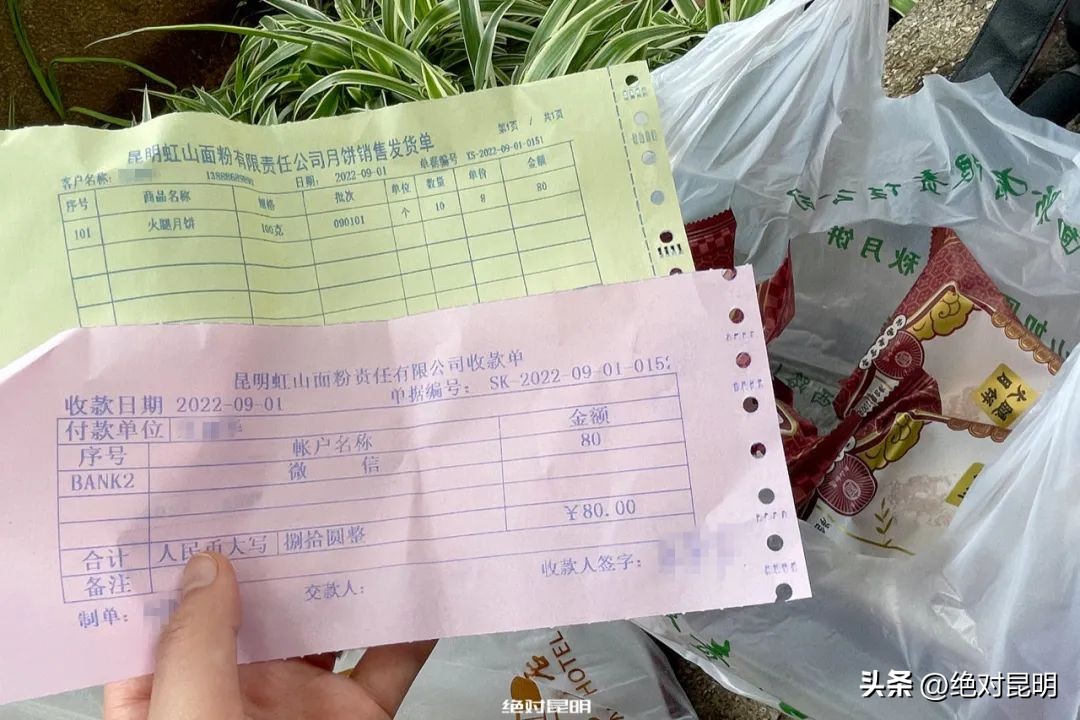 第1页 / 共1页
昆明虹山面粉有限责任公司月饼销售发货单
客户名称:
日期: 2022-09-01
单据编号 XS-2022-09-01-0151
序号 商品名称 规格 批次 单位 数量 单价 金额
101 火腿月饼 100克 090101 个 10 8 80
昆明虹山面粉责任有限公司收款单
收款日期 2022-09-01
单据编号: SK-2022-09-01-015
付款单位
序号 帐户名称 金额
BANK2 微 信 80
¥80.00
合计 人民币大写 捌拾圆整
备注
制单: 交款人: 收款人签字:
秋月饼
火腿
月饼
HOTEL
绝对昆明
头条 @绝对昆明